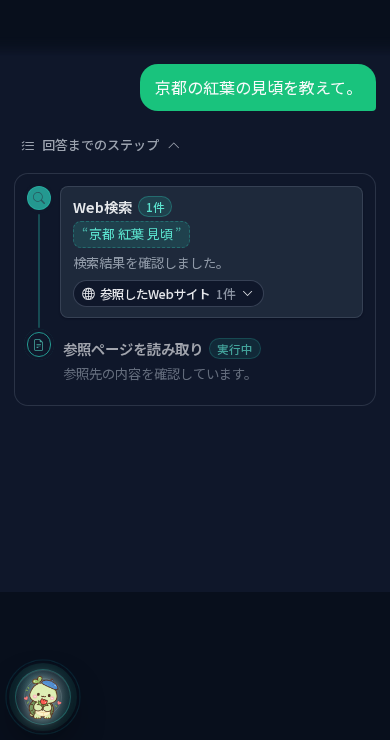 京都の紅葉の見頃を教えて。
回答までのステップ
Web検索 1件
“京都 紅葉 見頃”
検索結果を確認しました。
参照したWebサイト 1件
参照ページを読み取り 実行中
参照先の内容を確認しています。